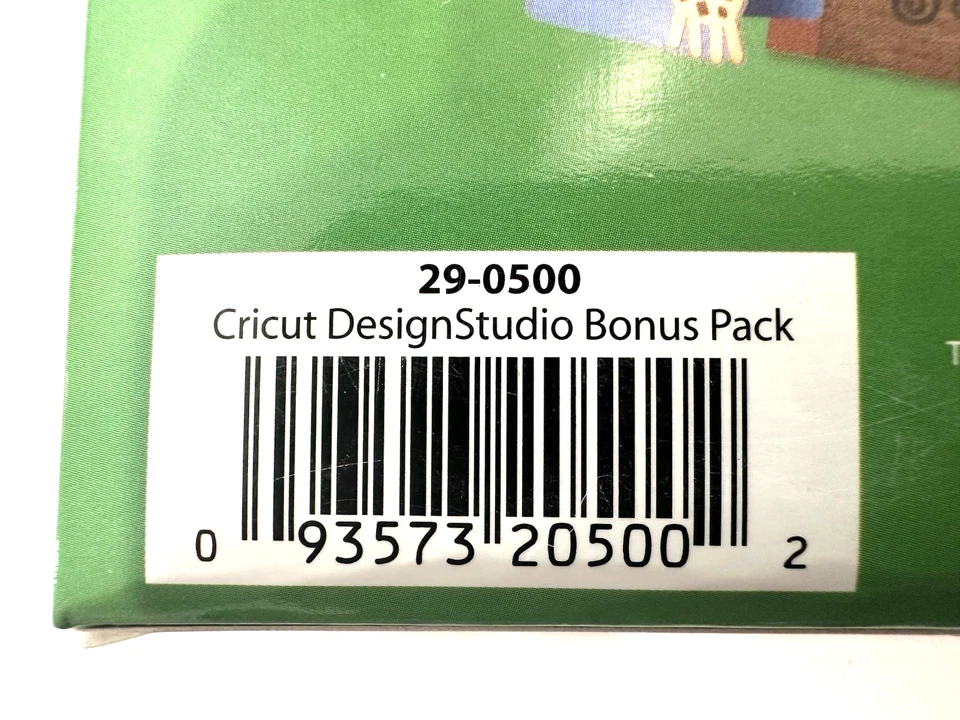 29-0500
Cricut DesignStudio Bonus Pack
0 93573 20500 2